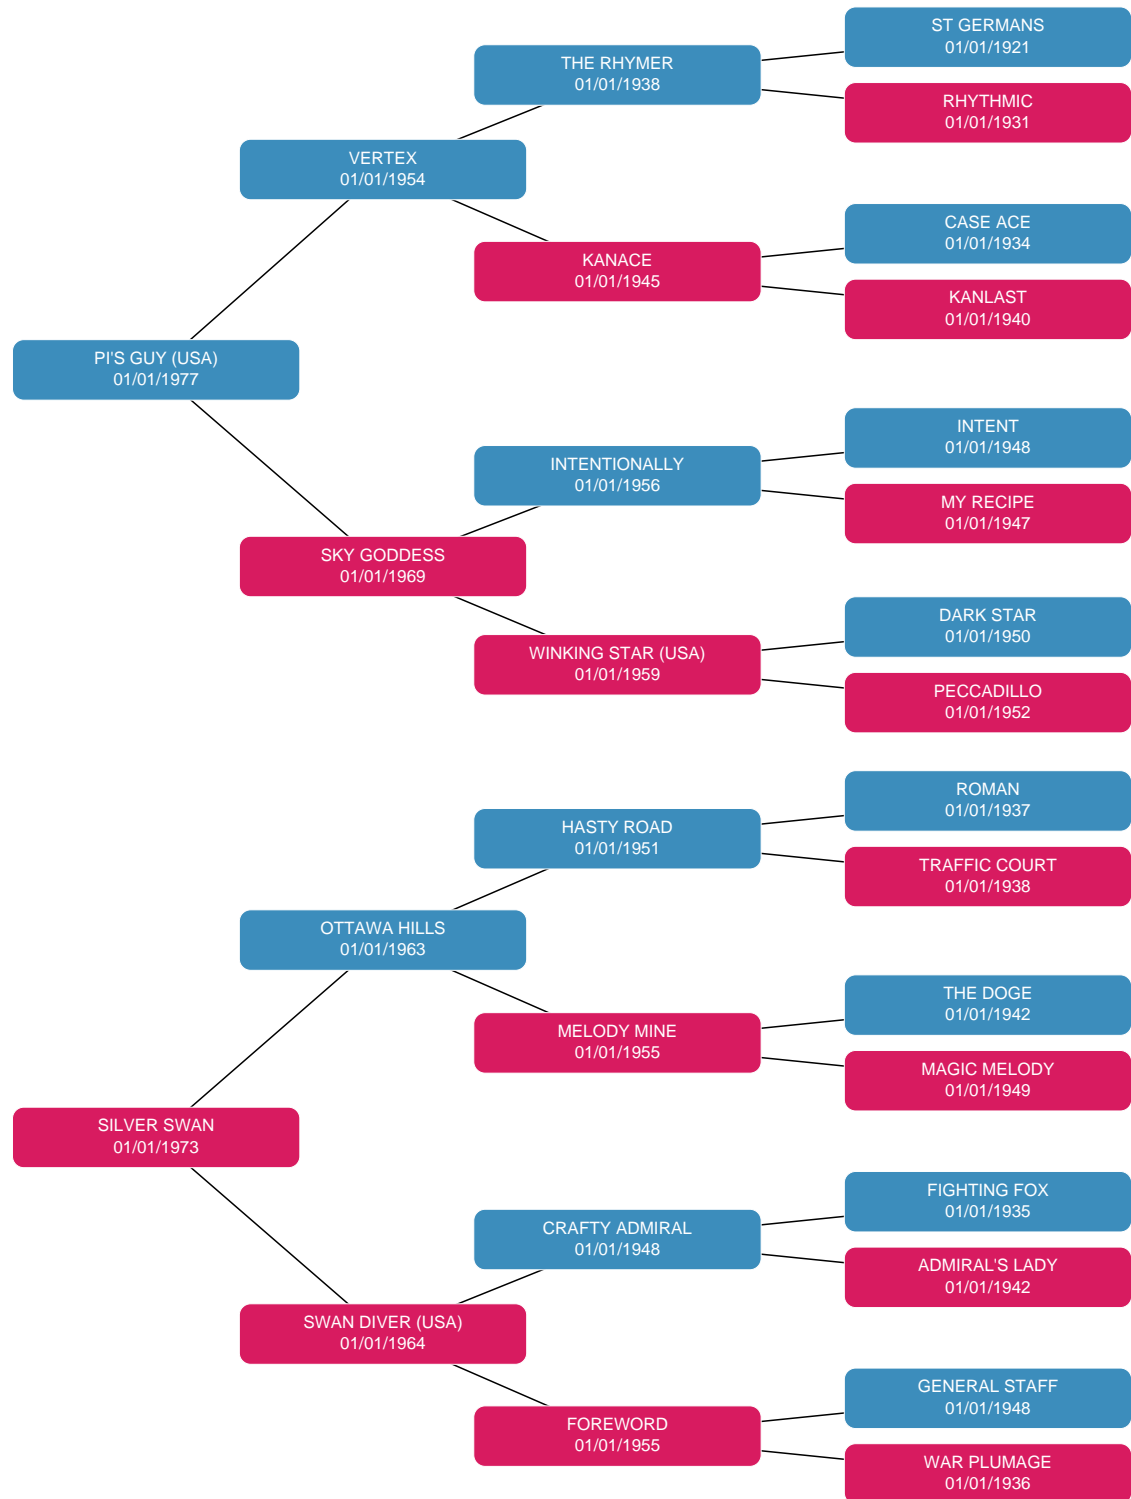 ST GERMANS
01/01/1921
THE RHYMER
01/01/1938
RHYTHMIC
01/01/1931
VERTEX
01/01/1954
CASE ACE
01/01/1934
KANACE
01/01/1945
KANLAST
01/01/1940
PI'S GUY (USA)
01/01/1977
INTENT
01/01/1948
INTENTIONALLY
01/01/1956
MY RECIPE
01/01/1947
SKY GODDESS
01/01/1969
DARK STAR
01/01/1950
WINKING STAR (USA)
01/01/1959
PECCADILLO
01/01/1952
ROMAN
01/01/1937
HASTY ROAD
01/01/1951
TRAFFIC COURT
01/01/1938
OTTAWA HILLS
01/01/1963
THE DOGE
01/01/1942
MELODY MINE
01/01/1955
MAGIC MELODY
01/01/1949
SILVER SWAN
01/01/1973
FIGHTING FOX
01/01/1935
CRAFTY ADMIRAL
01/01/1948
ADMIRAL'S LADY
01/01/1942
SWAN DIVER (USA)
01/01/1964
GENERAL STAFF
01/01/1948
FOREWORD
01/01/1955
WAR PLUMAGE
01/01/1936